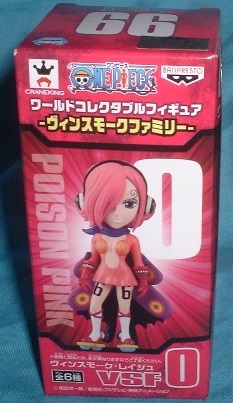 66
CRANEKING
ONE PIECE
BANPRESTO
ワールドコレクタブルフィギュア
-ヴィンスモークファミリー-
POISON PINK
0
66
全6種
ヴィンスモーク・レイジュ
VSF 0